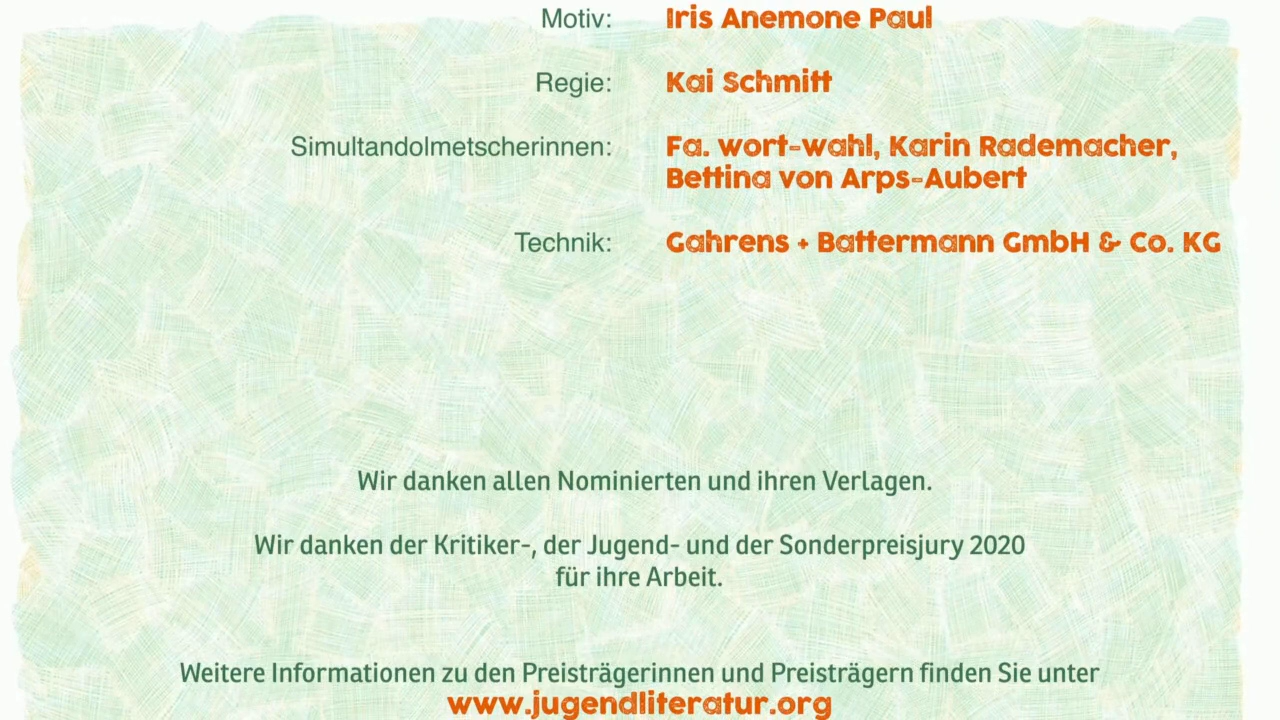 Motiv: Iris Anemone Paul
Regie: Kai Schmitt
Simultandolmetscherinnen: Fa. wort-wahl, Karin Rademacher,
Bettina von Arps-Aubert
Technik: Gahrens + Battermann GmbH & Co. KG
Wir danken allen Nominierten und ihren Verlagen.
Wir danken der Kritiker-, der Jugend- und der Sonderpreisjury 2020
für ihre Arbeit.
Weitere Informationen zu den Preisträgerinnen und Preisträgern finden Sie unter
www.jugendliteratur.org